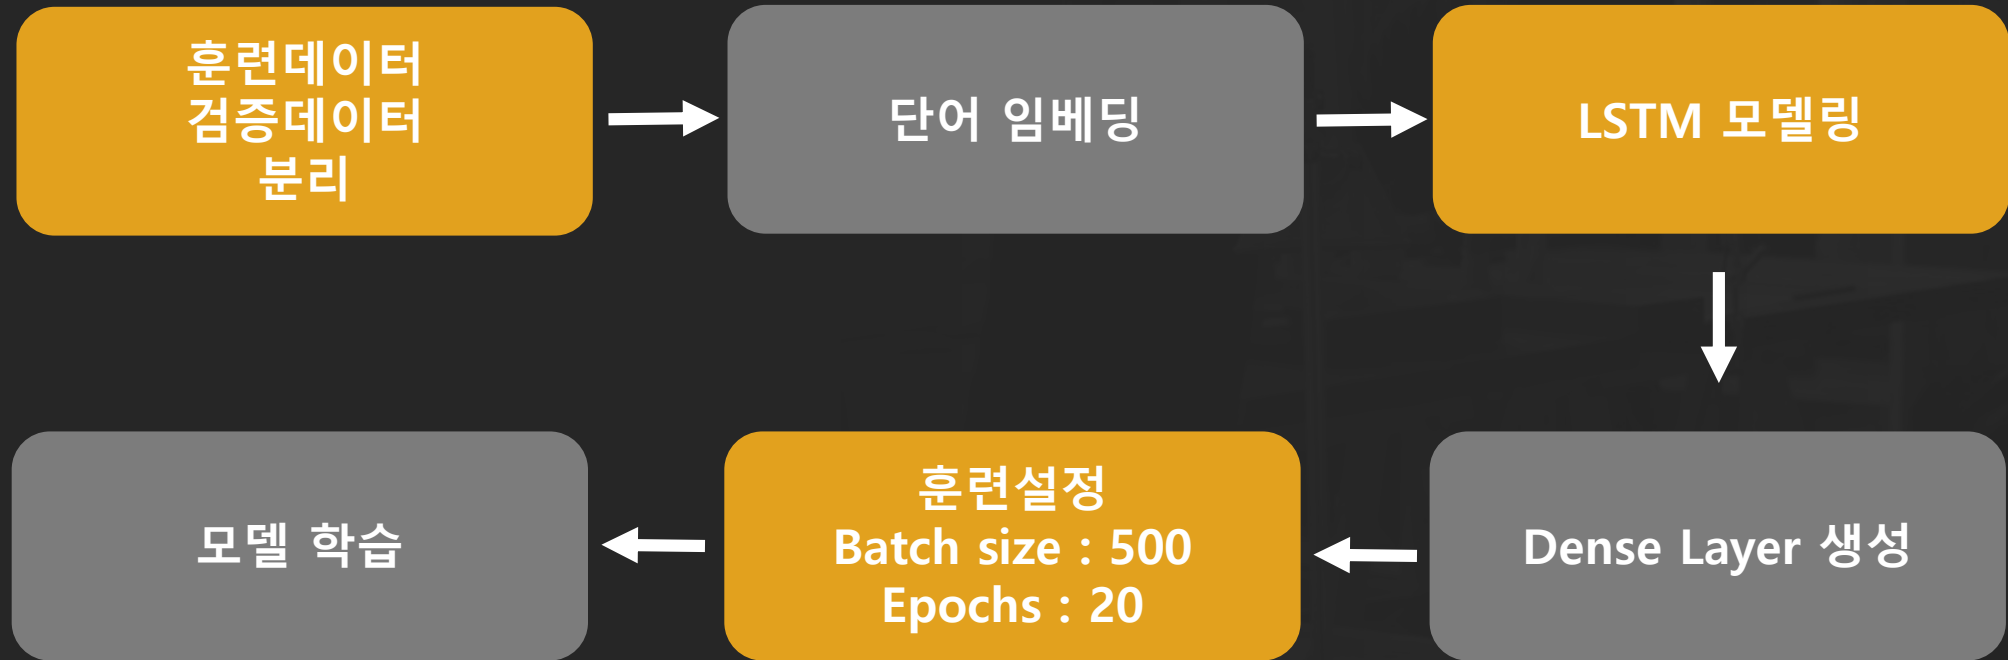 훈련데이터
검증데이터
분리
단어 임베딩
LSTM 모델링
Dense Layer 생성
훈련설정
Batch size : 500
Epochs : 20
모델 학습